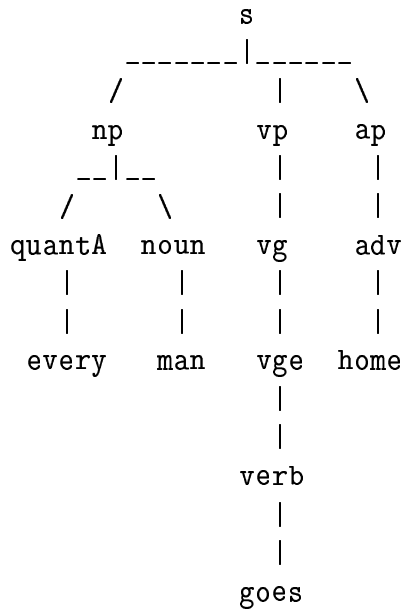 s
np vp ap
quantA noun vg adv
every man vge home
verb
goes